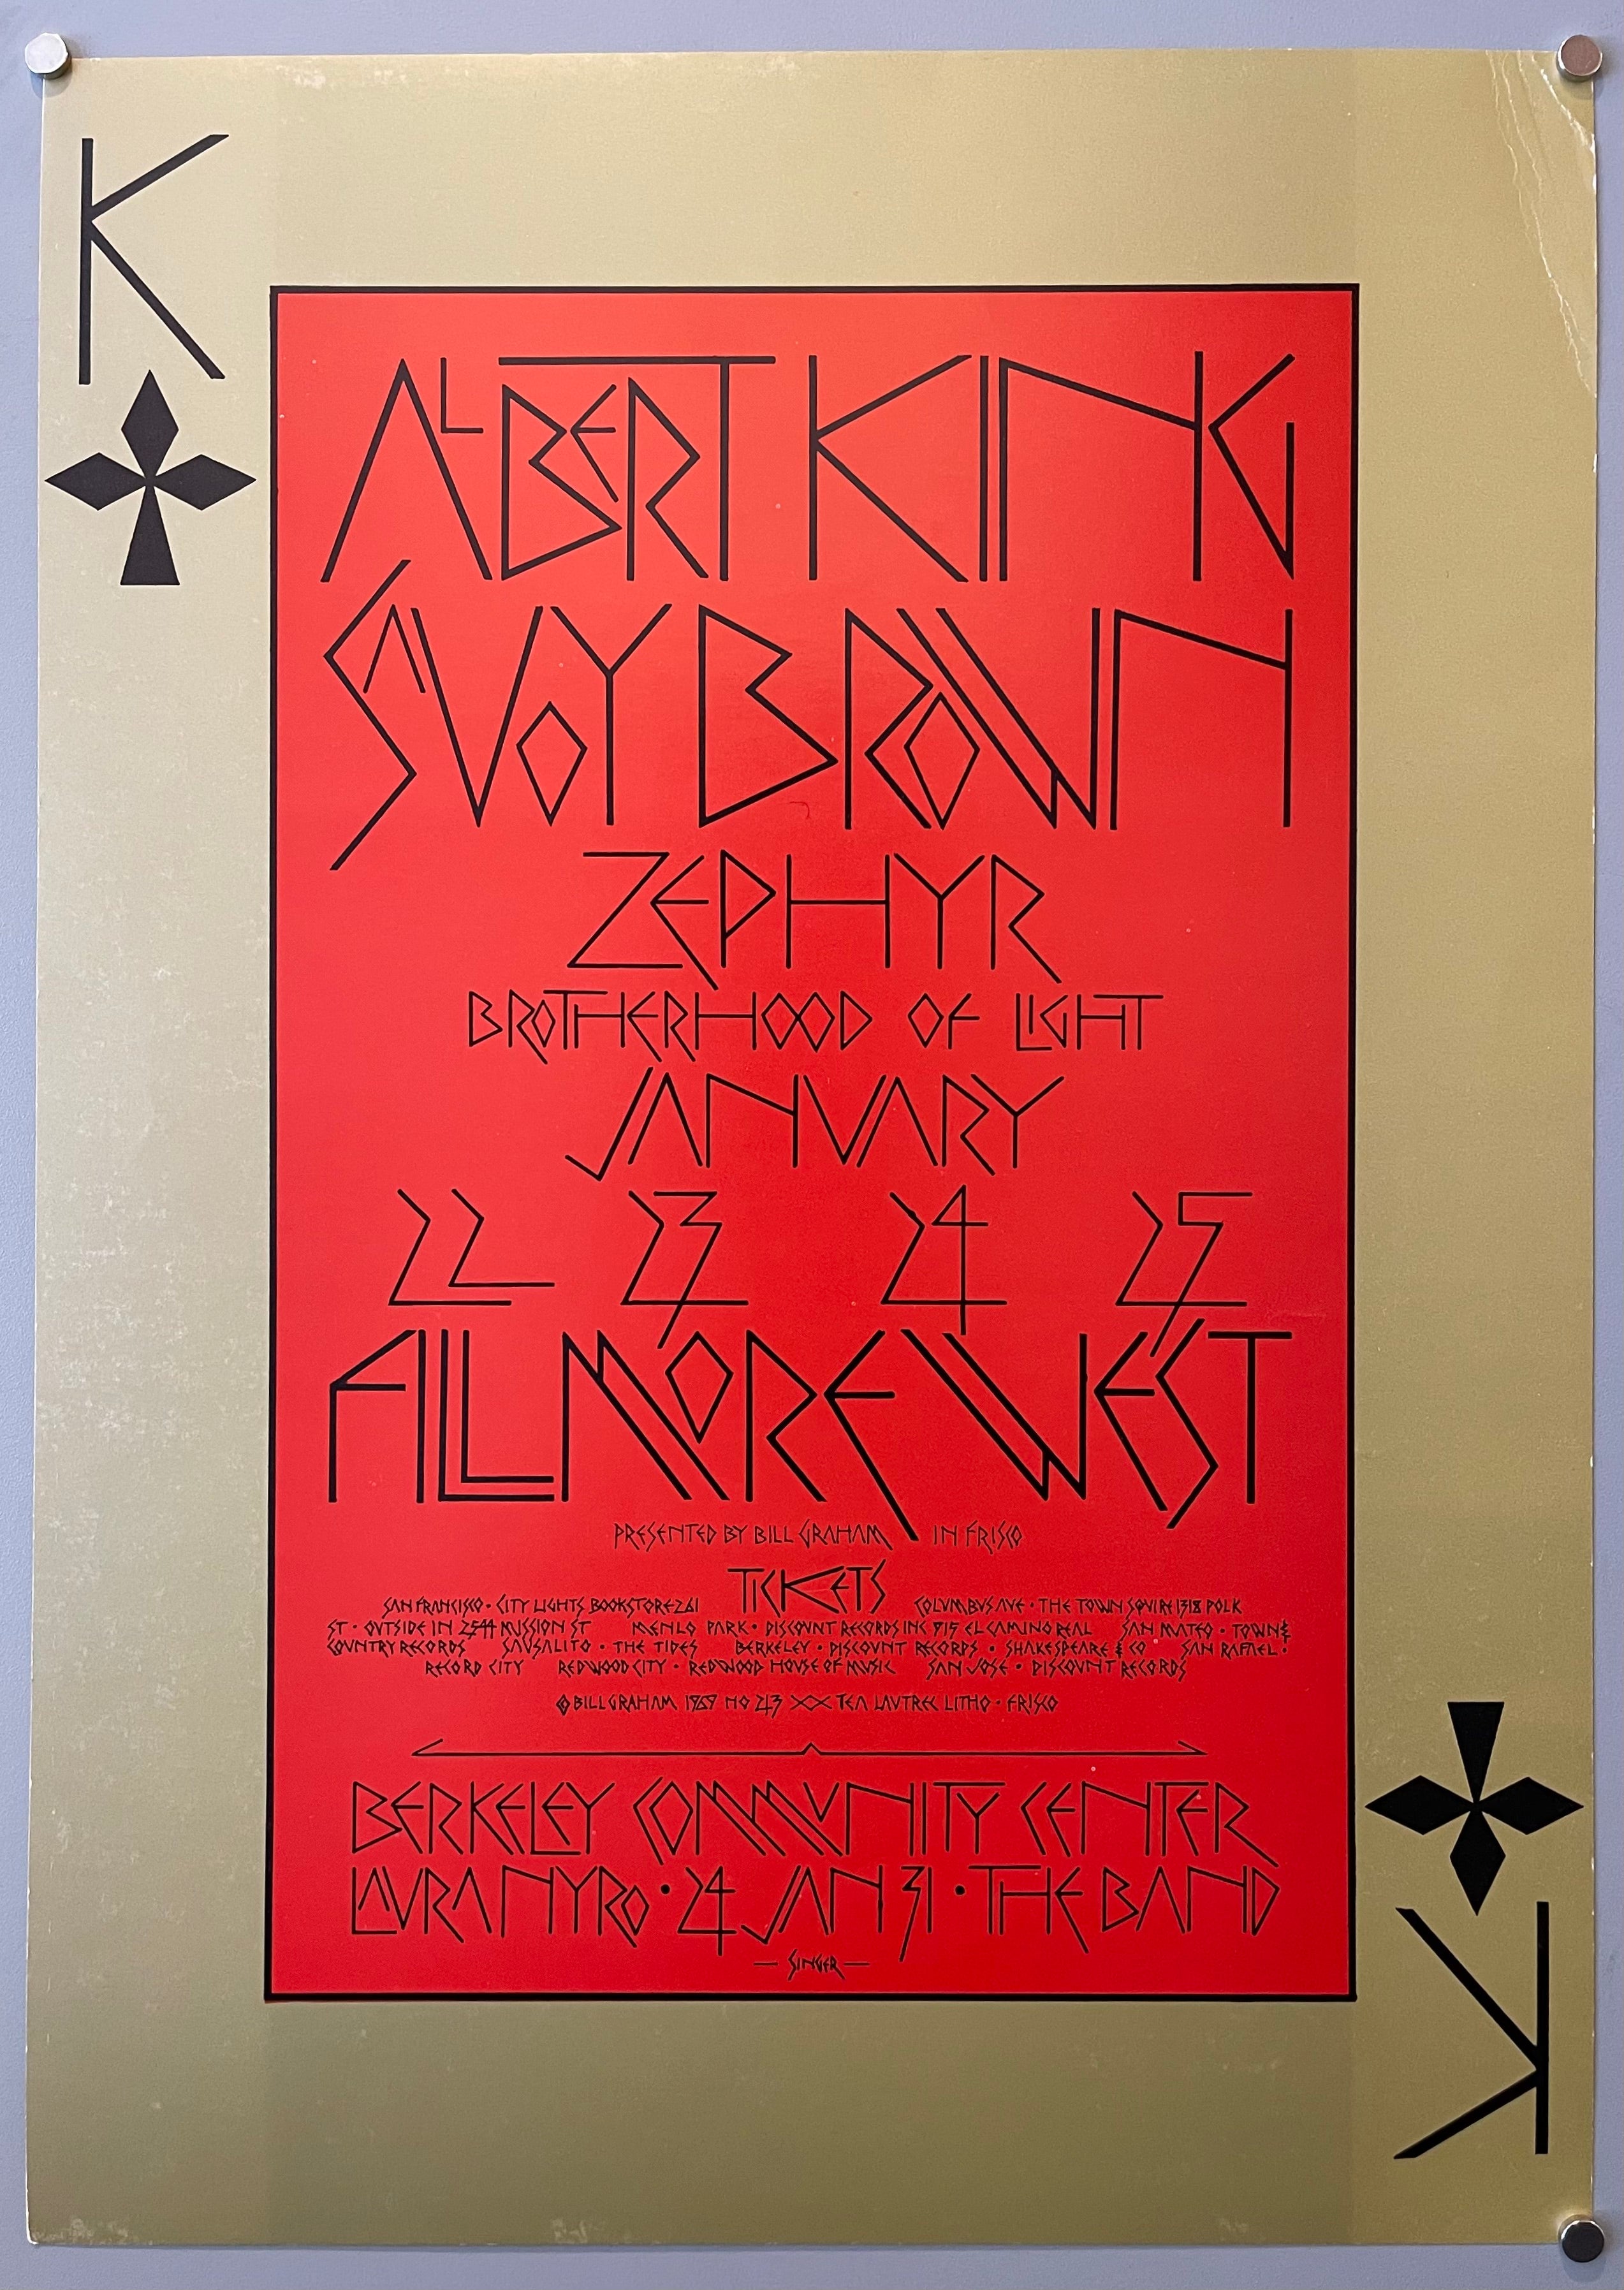 K
ALBERT KING
SAVOY BROWN
ZEPHYR
BROTHERHOOD OF LIGHT
JANUARY
22 23 24 25
FILLMORE WEST
PRESENTED BY BILL GRAHAM IN FRISCO
TICKETS
SAN FRANCISCO • CITY LIGHTS BOOKSTORE 261 COLUMBUS AVE • THE TOWN SQUIRE 1318 POLK
ST • OUTSIDE IN 2544 MISSION ST MENLO PARK • DISCOUNT RECORDS INC 915 EL CAMINO REAL SAN MATEO • TOWN &
COUNTRY RECORDS SAUSALITO • THE TIDES BERKELEY • DISCOUNT RECORDS • SHAKESPEARE & CO SAN RAFAEL •
RECORD CITY REDWOOD CITY • REDWOOD HOUSE OF MUSIC SAN JOSE • DISCOUNT RECORDS
© BILL GRAHAM 1969 NO 213 TEA LAUTREC LITHO • FRISCO
BERKELEY COMMUNITY CENTER
LAURA NYRO • 24 JAN 31 • THE BAND
— SINGER —
K